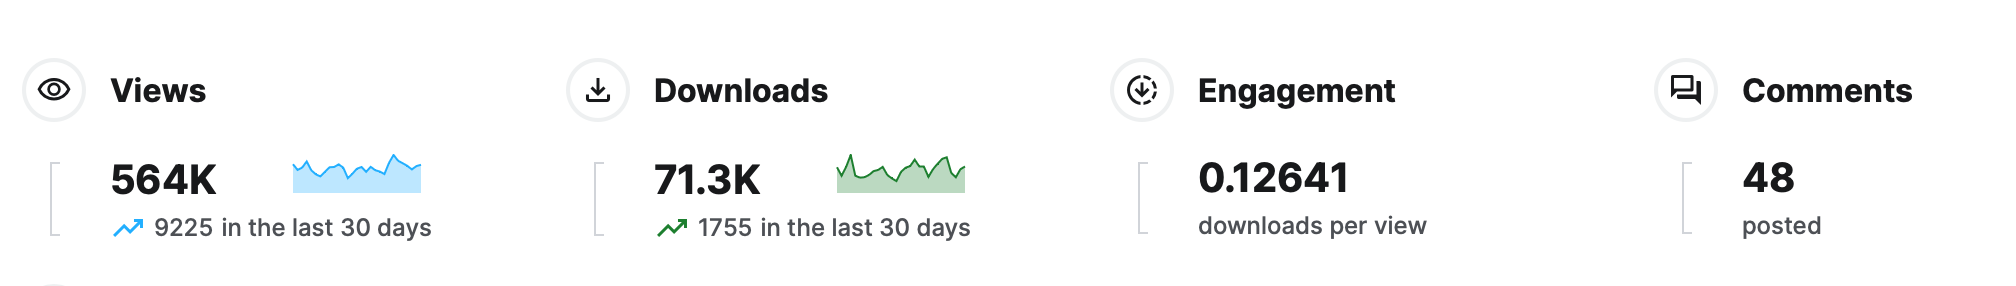 Views
564K
9225 in the last 30 days
Downloads
71.3K
1755 in the last 30 days
Engagement
0.12641
downloads per view
Comments
48
posted